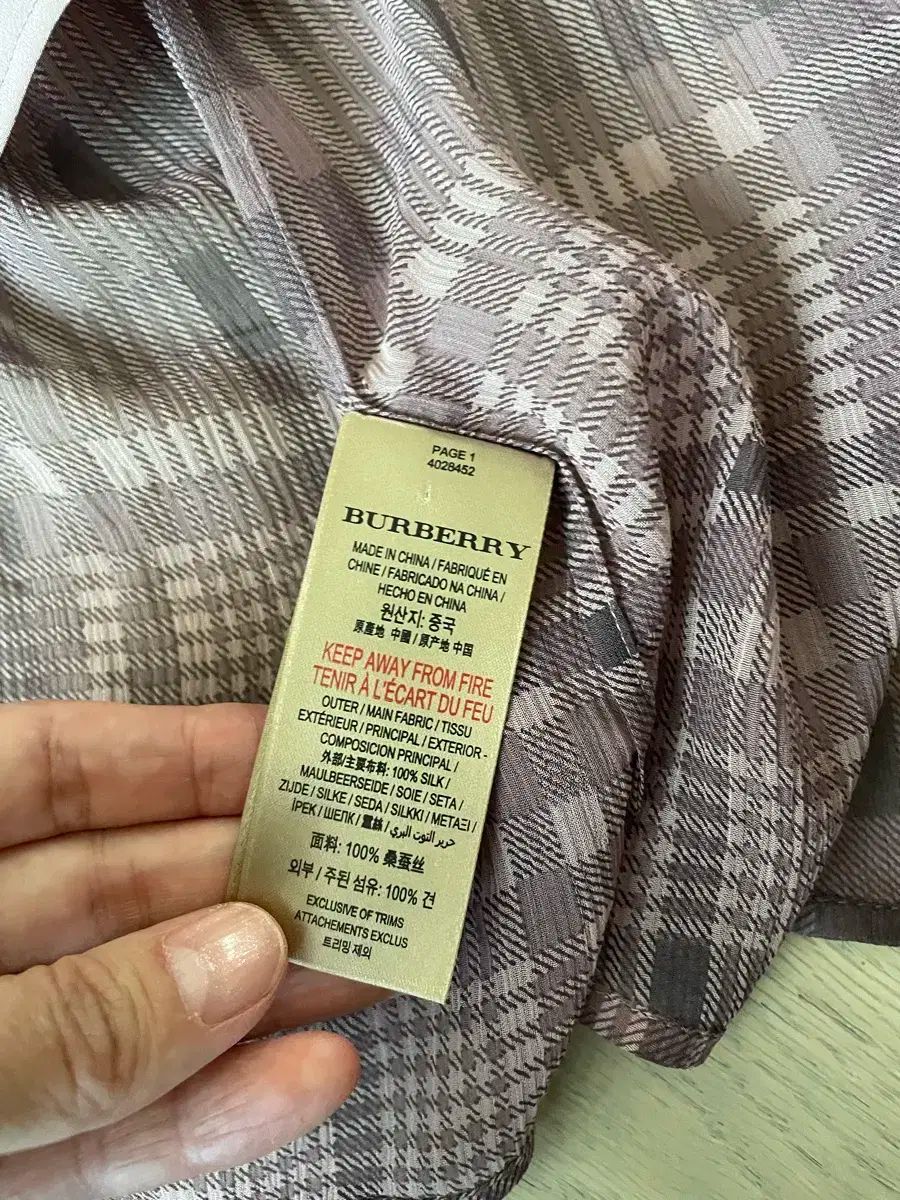 PAGE 1
4028452
BURBERRY
MADE IN CHINA / FABRIQUÉ EN
CHINE / FABRICADO NA CHINA /
HECHO EN CHINA
원산지: 중국
原產地 中國 / 原产地 中国
KEEP AWAY FROM FIRE
TENIR À L'ÉCART DU FEU
OUTER / MAIN FABRIC / TISSU
EXTÉRIEUR / PRINCIPAL / EXTERIOR -
COMPOSICION PRINCIPAL /
外部/主要布料: 100% SILK /
MAULBEERSEIDE / SOIE / SETA /
ZIJDE / SILKE / SEDA / SILKKI / ΜΕΤΑΞΙ /
İPEK / ШЕЛК / 蠶絲 / حرير التوت البري
面料: 100% 桑蚕丝
외부 / 주된 섬유: 100% 견
EXCLUSIVE OF TRIMS
ATTACHEMENTS EXCLUS
트리밍 제외